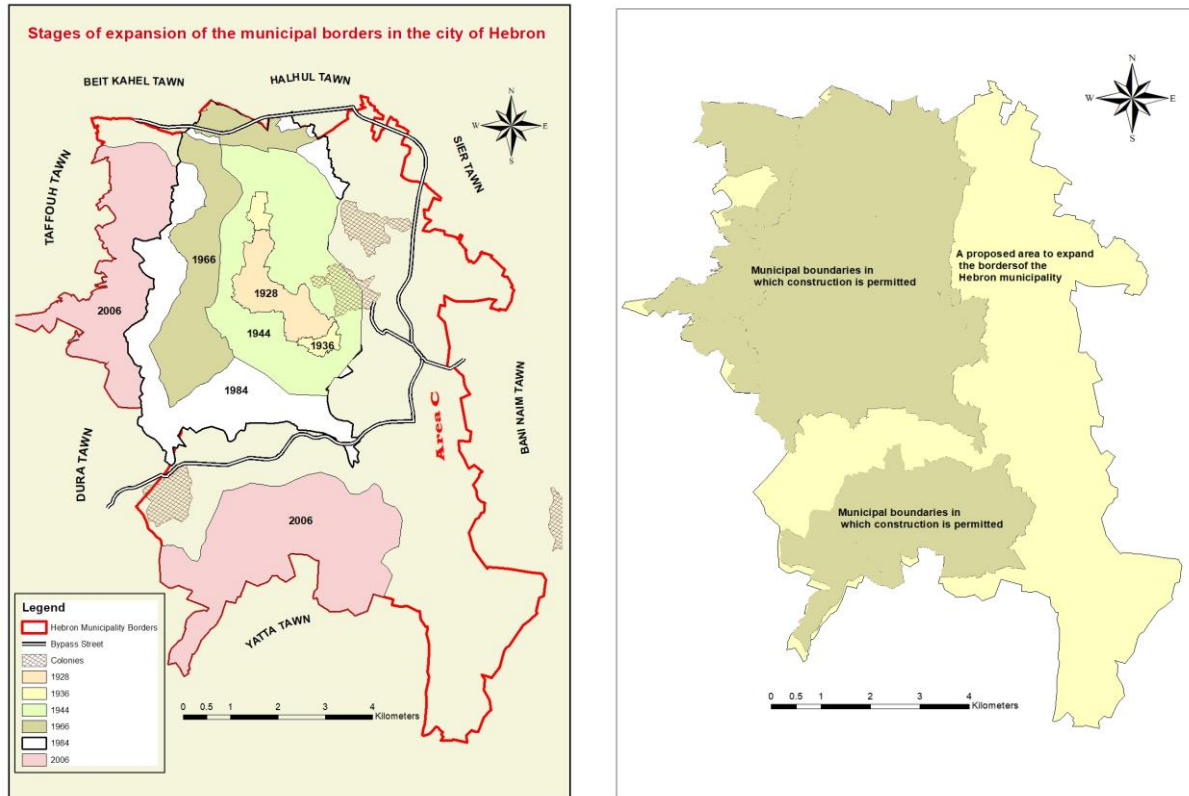 Stages of expansion of the municipal borders in the city of Hebron
BEIT KAHEL TAWN
HALHUL TAWN
N
W
E
S
SIER TAWN
TAFFOUH TAWN
1966
2006
1928
1944
1936
1984
Area C
BANI NAIM TAWN
DURA TAWN
2006
YATTA TAWN
Legend
Hebron Municipality Borders
Bypass Street
Colonies
1928
1936
1944
1966
1984
2006
0 0.5 1 2 3 4
Kilometers
N
W
E
S
Municipal boundaries in
which construction is permitted
A proposed area to expand
the bordersof the
Hebron municipality
Municipal boundaries in
which construction is permitted
0 0.5 1 2 3 4
Kilometers